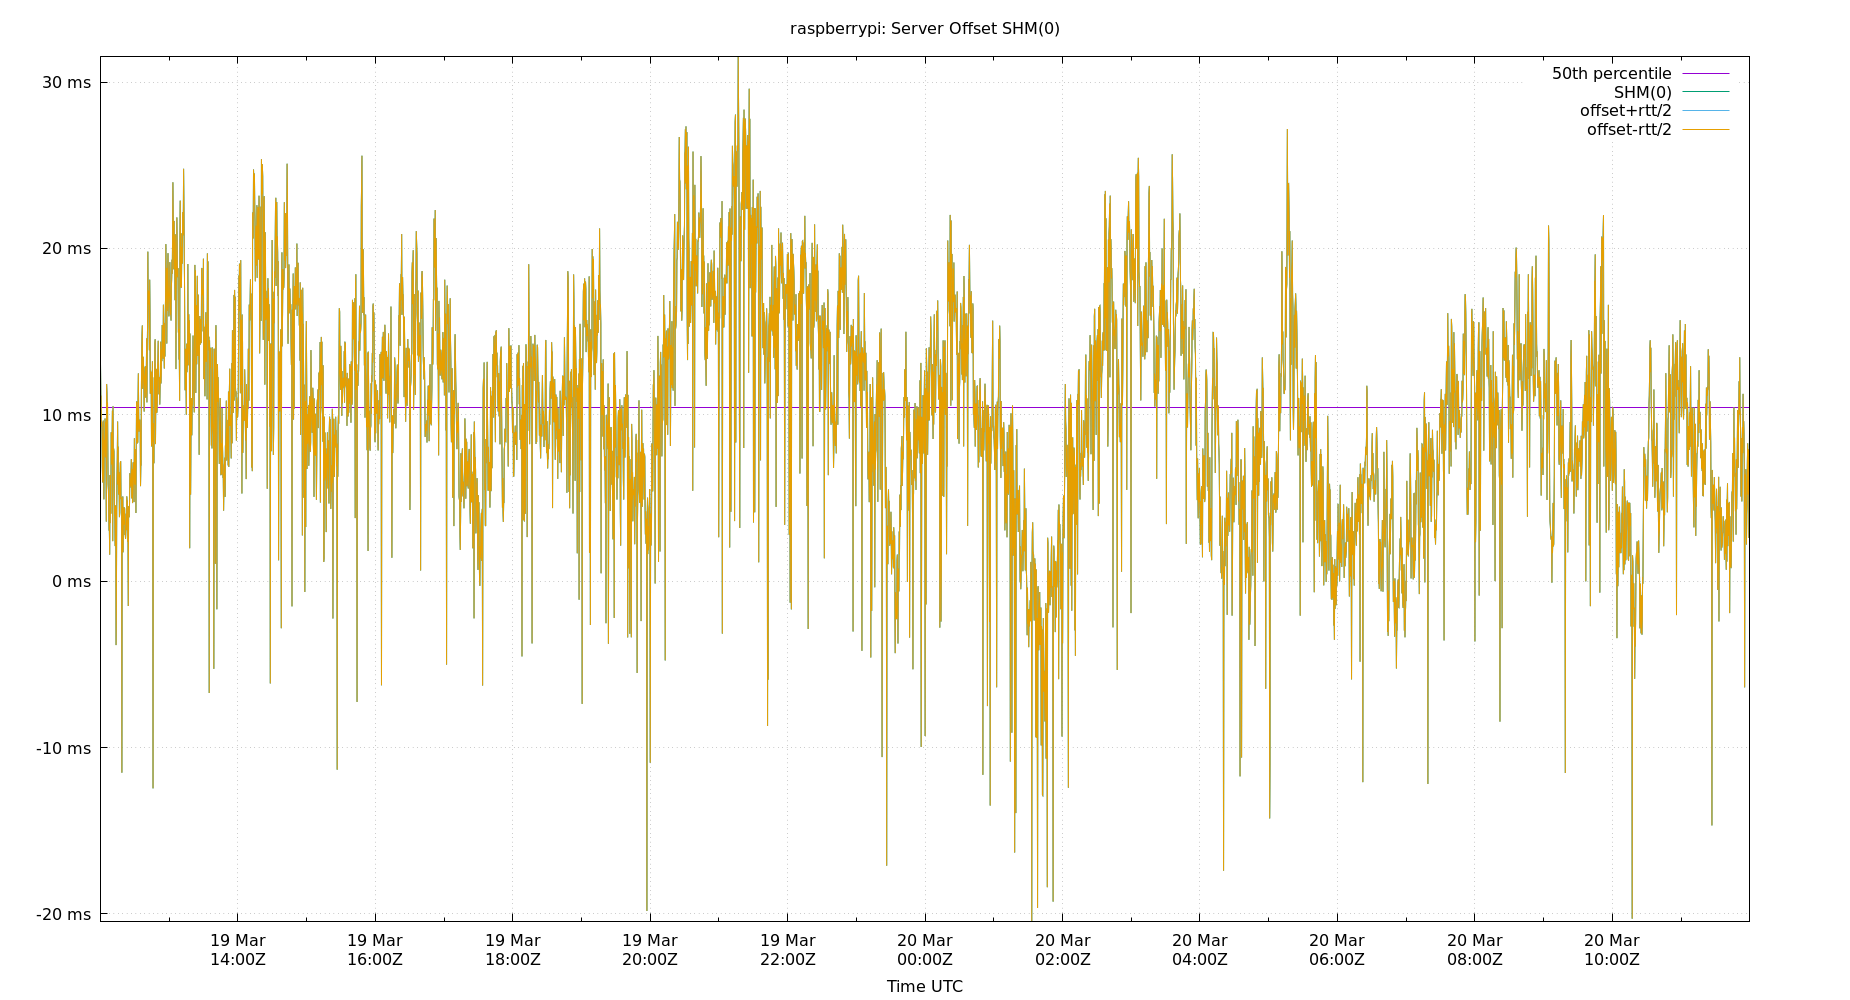 raspberrypi: Server Offset SHM(0)
50th percentile
SHM(0)
offset+rtt/2
offset-rtt/2
30 ms
20 ms
10 ms
0 ms
-10 ms
-20 ms
19 Mar 19 Mar 19 Mar 19 Mar 19 Mar 20 Mar 20 Mar 20 Mar 20 Mar 20 Mar 20 Mar
14:00Z 16:00Z 18:00Z 20:00Z 22:00Z 00:00Z 02:00Z 04:00Z 06:00Z 08:00Z 10:00Z
Time UTC